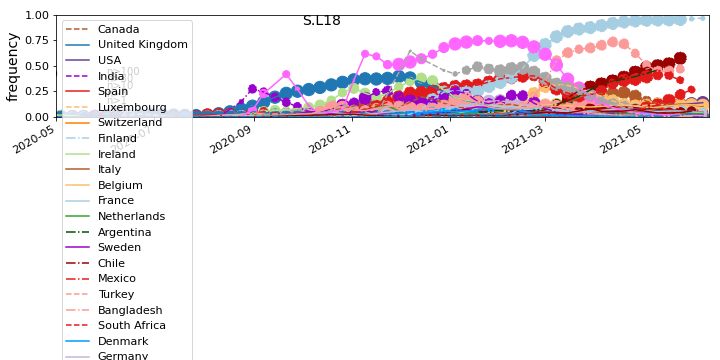 S.L18
1.00
0.75
0.50
0.25
0.00
frequency
2020-05
2020-07
2020-09
2020-11
2021-01
2021-03
2021-05
Canada
United Kingdom
USA
India
Spain
Luxembourg
Switzerland
Finland
Ireland
Italy
Belgium
France
Netherlands
Argentina
Sweden
Chile
Mexico
Turkey
Bangladesh
South Africa
Denmark
Germany